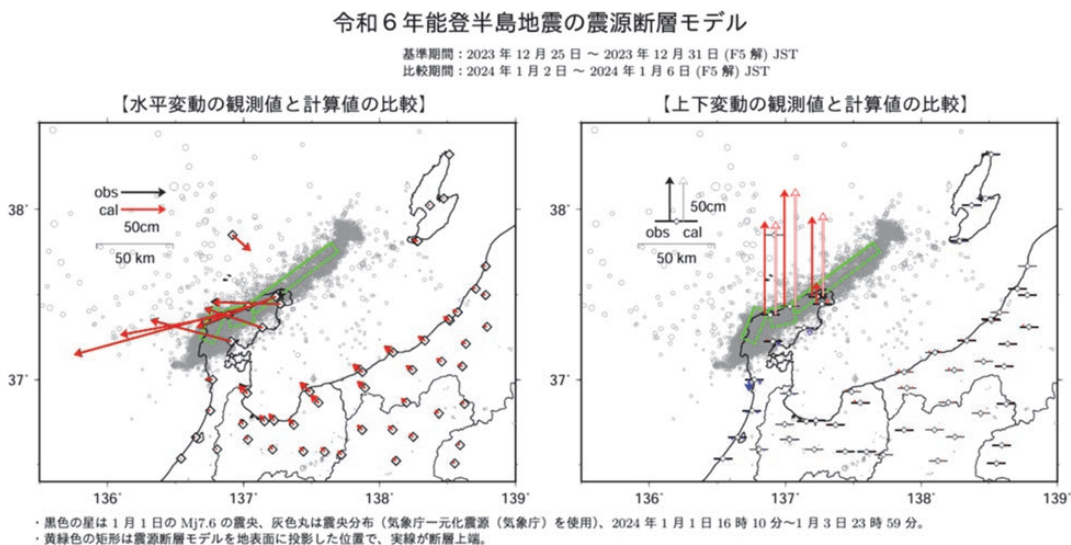 令和６年能登半島地震の震源断層モデル
基準期間：2023 年 12 月 25 日 〜 2023 年 12 月 31 日 (F5 解) JST
比較期間：2024 年 1 月 2 日 〜 2024 年 1 月 6 日 (F5 解) JST
【水平変動の観測値と計算値の比較】
【上下変動の観測値と計算値の比較】
obs
cal
50cm
50 km
38°
37°
136°
137°
138°
139°
50cm
obs cal
50 km
38°
37°
136°
137°
138°
139°
・黒色の星は 1 月 1 日の Mj7.6 の震央、灰色丸は震央分布（気象庁一元化震源（気象庁）を使用）、2024 年 1 月 1 日 16 時 10 分〜1 月 3 日 23 時 59 分。
・黄緑色の矩形は震源断層モデルを地表面に投影した位置で、実線が断層上端。